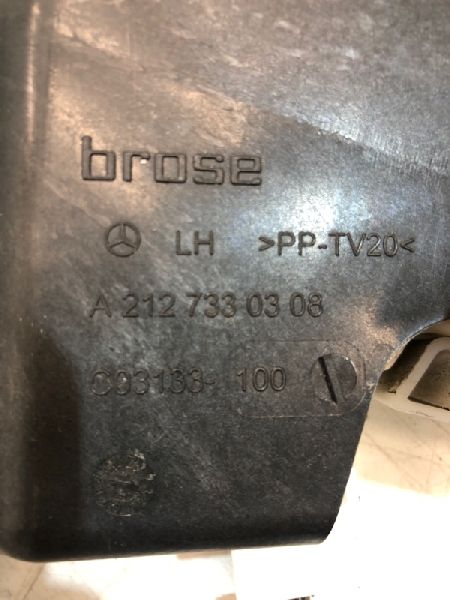 brose
LH >PP-TV20<
A 212 733 03 08
C93133- 100